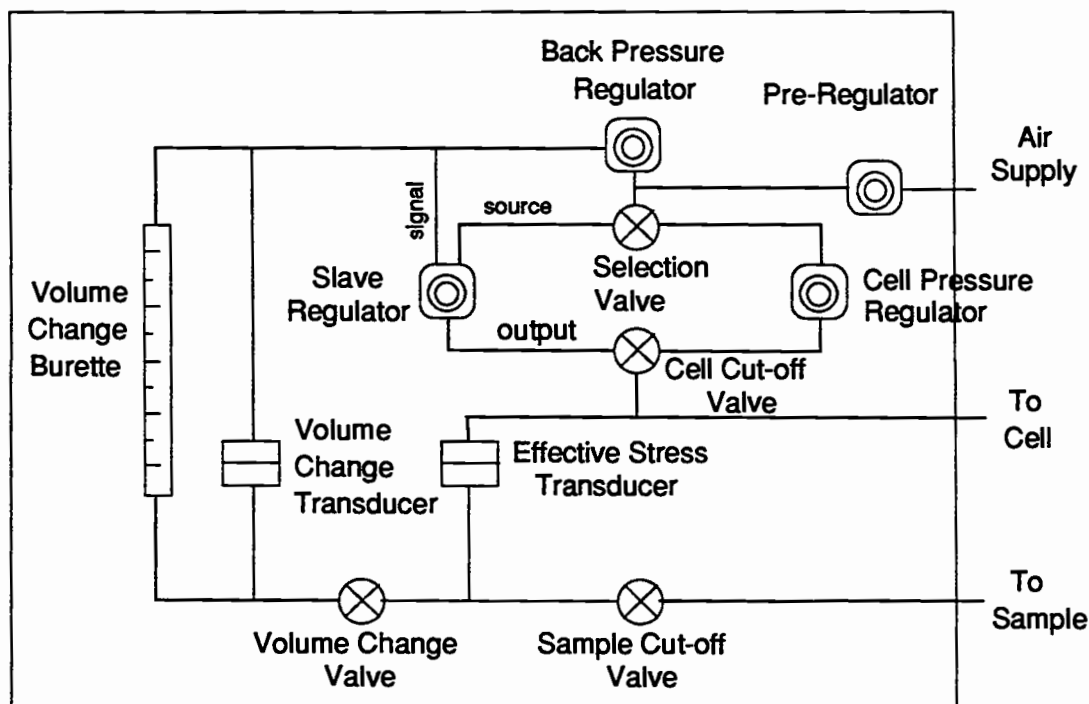 Back Pressure
Regulator
Pre-Regulator
Air
Supply
signal
source
Selection
Valve
Slave
Regulator
Cell Pressure
Regulator
output
Cell Cut-off
Valve
Volume
Change
Burette
To
Cell
Volume
Change
Transducer
Effective Stress
Transducer
To
Sample
Volume Change
Valve
Sample Cut-off
Valve